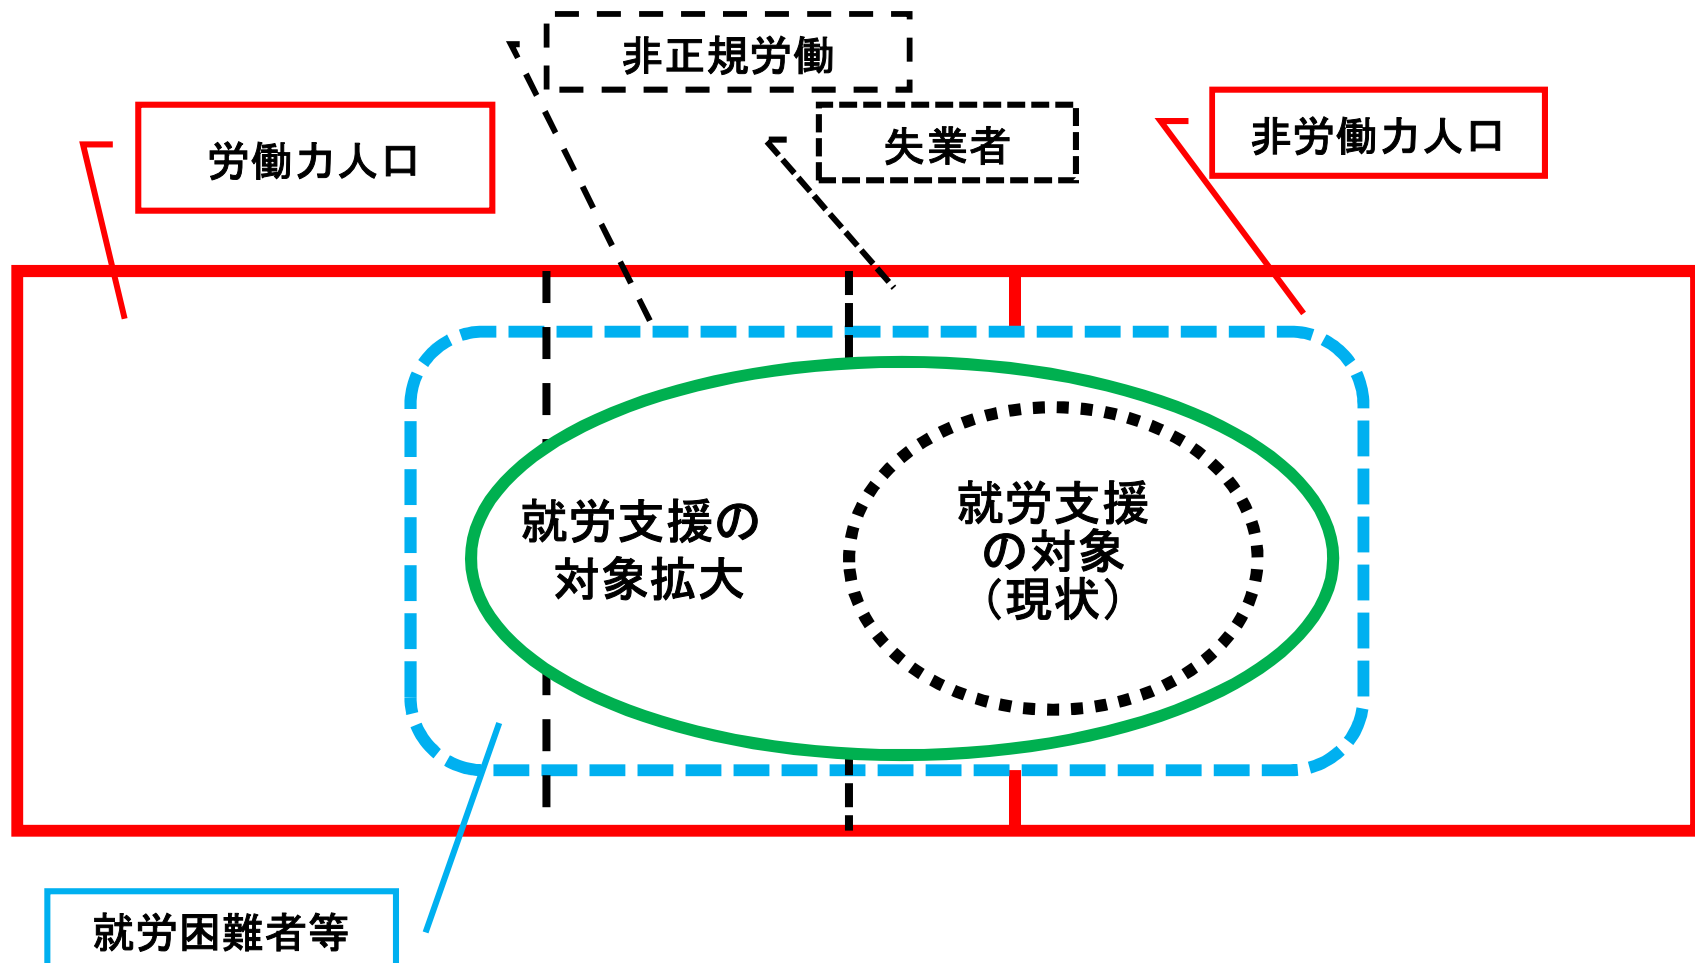 非正規労働
労働力人口
失業者
非労働力人口
就労支援の
対象拡大
就労支援
の対象
（現状）
就労困難者等